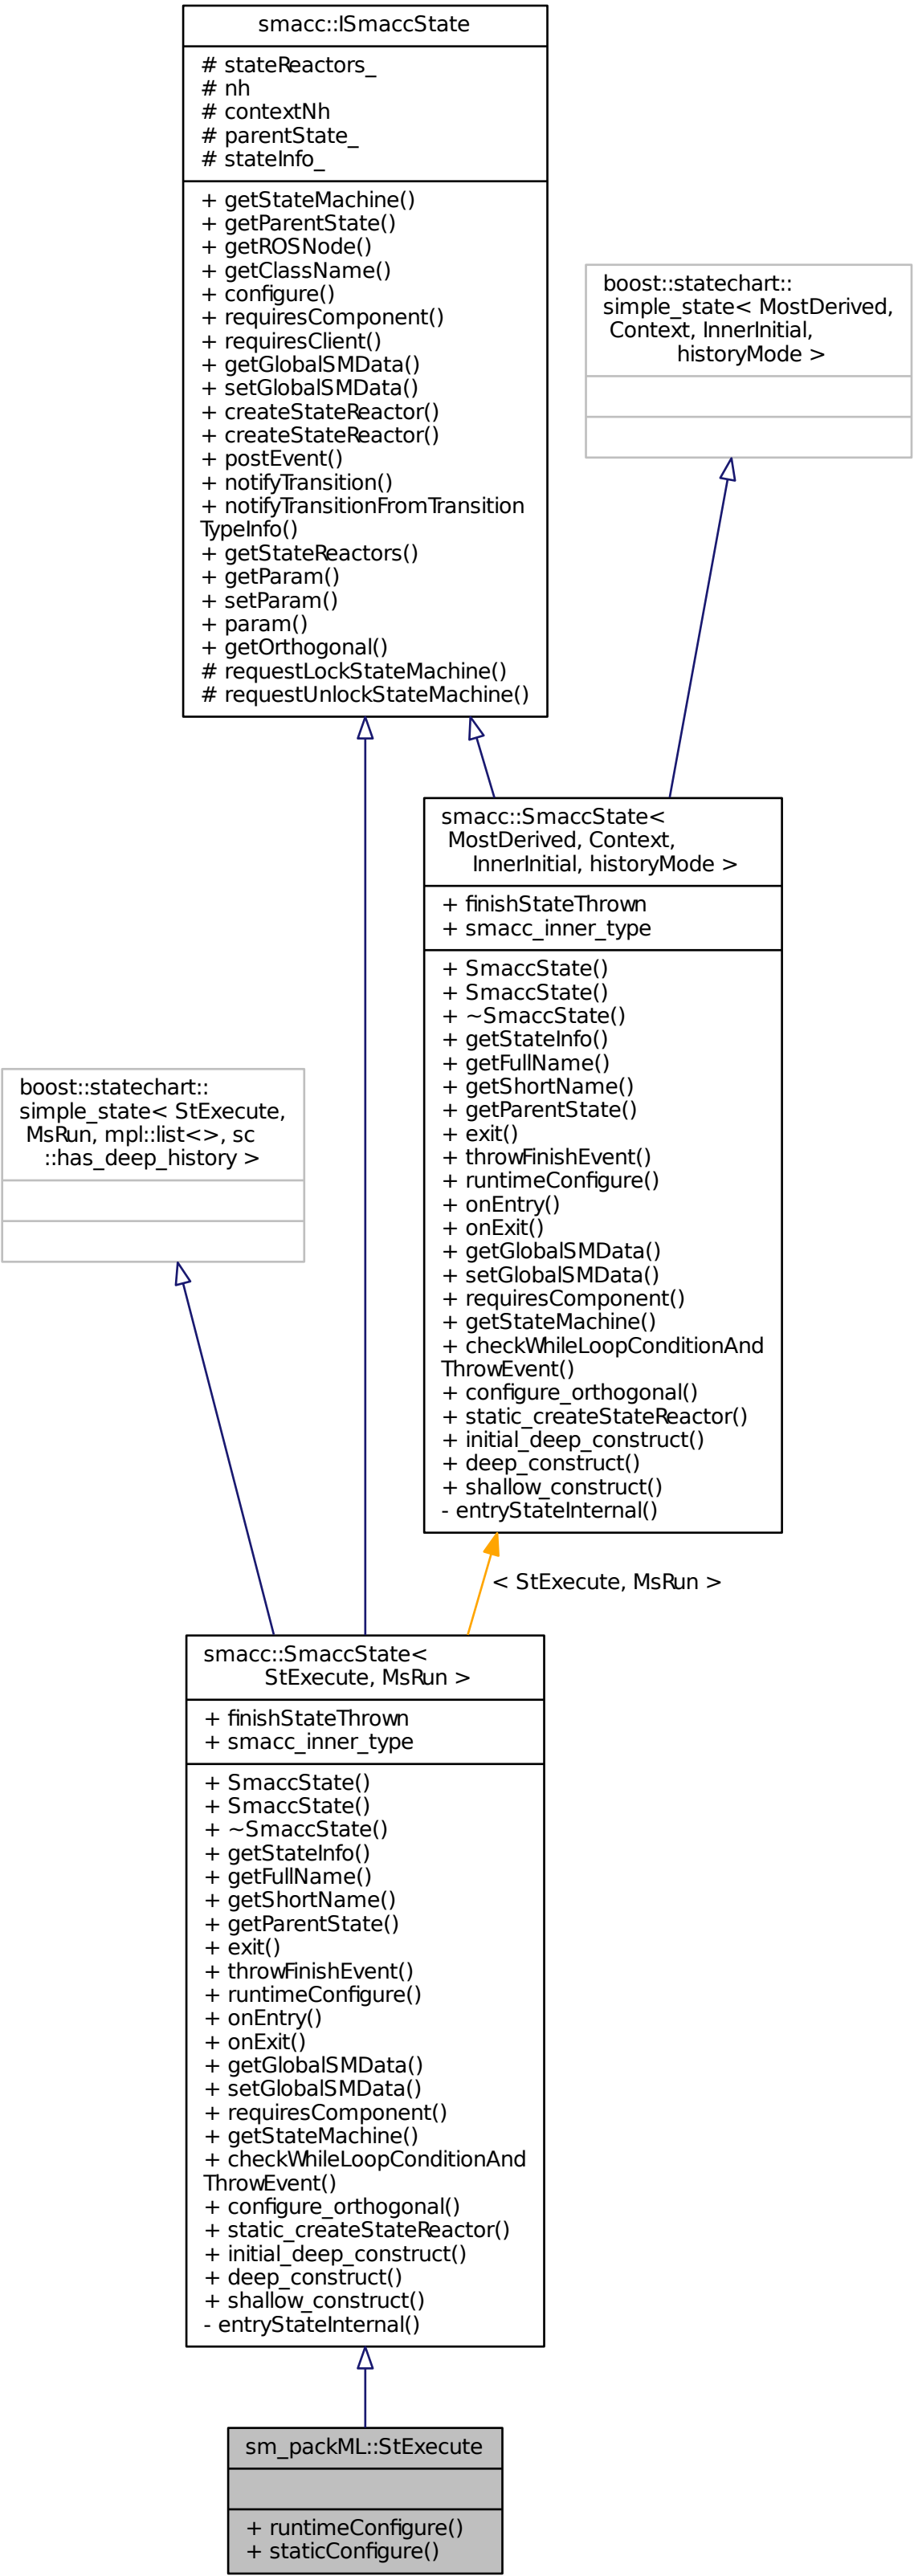 smacc::ISmaccState
# stateReactors_
# nh
# contextNh
# parentState_
# stateInfo_
+ getStateMachine()
+ getParentState()
+ getROSNode()
+ getClassName()
+ configure()
+ requiresComponent()
+ requiresClient()
+ getGlobalSMData()
+ setGlobalSMData()
+ createStateReactor()
+ createStateReactor()
+ postEvent()
+ notifyTransition()
+ notifyTransitionFromTransition
TypeInfo()
+ getStateReactors()
+ getParam()
+ setParam()
+ param()
+ getOrthogonal()
# requestLockStateMachine()
# requestUnlockStateMachine()
boost::statechart::
simple_state< MostDerived,
Context, InnerInitial,
historyMode >
smacc::SmaccState<
MostDerived, Context,
InnerInitial, historyMode >
+ finishStateThrown
+ smacc_inner_type
+ SmaccState()
+ SmaccState()
+ ~SmaccState()
+ getStateInfo()
+ getFullName()
+ getShortName()
+ getParentState()
+ exit()
+ throwFinishEvent()
+ runtimeConfigure()
+ onEntry()
+ onExit()
+ getGlobalSMData()
+ setGlobalSMData()
+ requiresComponent()
+ getStateMachine()
+ checkWhileLoopConditionAnd
ThrowEvent()
+ configure_orthogonal()
+ static_createStateReactor()
+ initial_deep_construct()
+ deep_construct()
+ shallow_construct()
- entryStateInternal()
boost::statechart::
simple_state< StExecute,
MsRun, mpl::list<>, sc
::has_deep_history >
< StExecute, MsRun >
smacc::SmaccState<
StExecute, MsRun >
+ finishStateThrown
+ smacc_inner_type
+ SmaccState()
+ SmaccState()
+ ~SmaccState()
+ getStateInfo()
+ getFullName()
+ getShortName()
+ getParentState()
+ exit()
+ throwFinishEvent()
+ runtimeConfigure()
+ onEntry()
+ onExit()
+ getGlobalSMData()
+ setGlobalSMData()
+ requiresComponent()
+ getStateMachine()
+ checkWhileLoopConditionAnd
ThrowEvent()
+ configure_orthogonal()
+ static_createStateReactor()
+ initial_deep_construct()
+ deep_construct()
+ shallow_construct()
- entryStateInternal()
sm_packML::StExecute
+ runtimeConfigure()
+ staticConfigure()